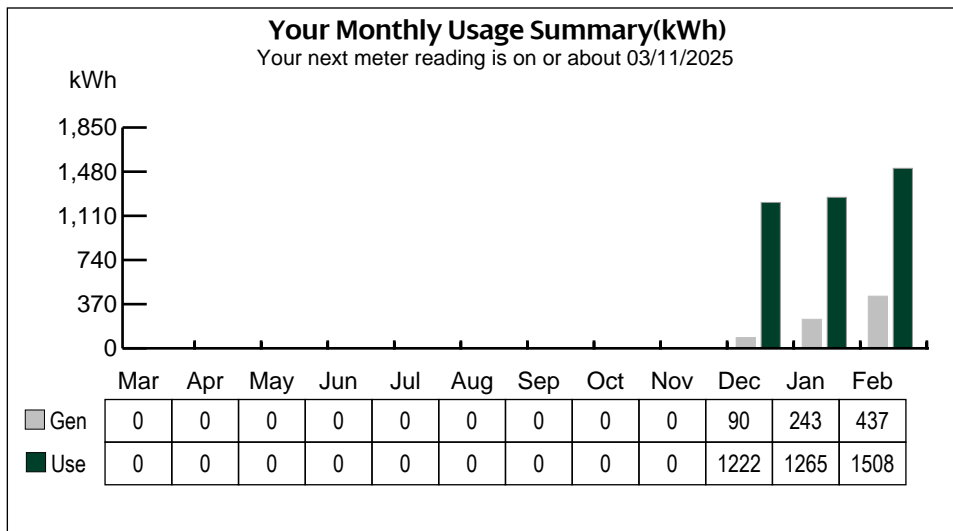 Your Monthly Usage Summary(kWh)
Your next meter reading is on or about 03/11/2025
kWh
1,850
1,480
1,110
740
370
0
Mar Apr May Jun Jul Aug Sep Oct Nov Dec Jan Feb
Gen 0 0 0 0 0 0 0 0 0 90 243 437
Use 0 0 0 0 0 0 0 0 0 1222 1265 1508